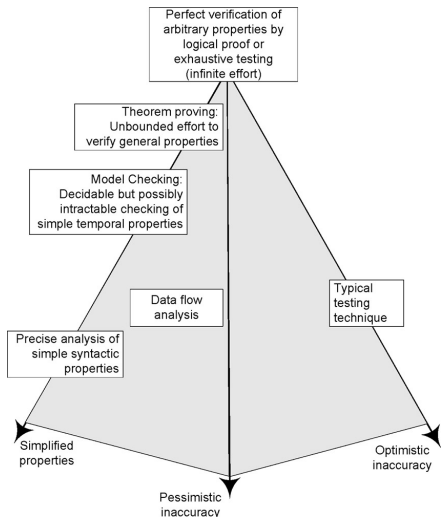 Perfect verification of
arbitrary properties by
logical proof or
exhaustive testing
(infinite effort)
Theorem proving:
Unbounded effort to
verify general properties
Model Checking:
Decidable but possibly
intractable checking of
simple temporal properties
Data flow
analysis
Typical
testing
technique
Precise analysis of
simple syntactic
properties
Simplified
properties
Optimistic
inaccuracy
Pessimistic
inaccuracy